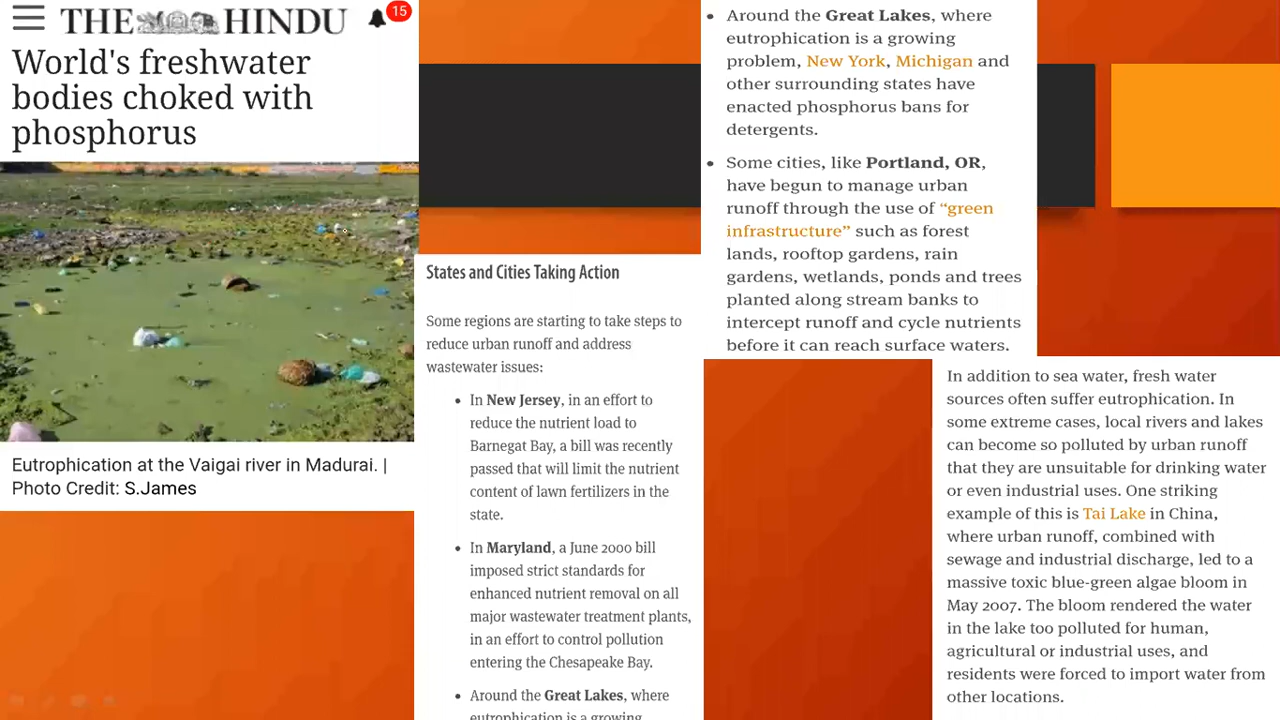 THE HINDU
15
World's freshwater
bodies choked with
phosphorus
Eutrophication at the Vaigai river in Madurai. |
Photo Credit: S.James
States and Cities Taking Action
Some regions are starting to take steps to
reduce urban runoff and address
wastewater issues:
• In New Jersey, in an effort to
reduce the nutrient load to
Barnegat Bay, a bill was recently
passed that will limit the nutrient
content of lawn fertilizers in the
state.
• In Maryland, a June 2000 bill
imposed strict standards for
enhanced nutrient removal on all
major wastewater treatment plants,
in an effort to control pollution
entering the Chesapeake Bay.
• Around the Great Lakes, where
eutrophication is a growing
• Around the Great Lakes, where
eutrophication is a growing
problem, New York, Michigan and
other surrounding states have
enacted phosphorus bans for
detergents.
• Some cities, like Portland, OR,
have begun to manage urban
runoff through the use of “green
infrastructure” such as forest
lands, rooftop gardens, rain
gardens, wetlands, ponds and trees
planted along stream banks to
intercept runoff and cycle nutrients
before it can reach surface waters.
In addition to sea water, fresh water
sources often suffer eutrophication. In
some extreme cases, local rivers and lakes
can become so polluted by urban runoff
that they are unsuitable for drinking water
or even industrial uses. One striking
example of this is Tai Lake in China,
where urban runoff, combined with
sewage and industrial discharge, led to a
massive toxic blue-green algae bloom in
May 2007. The bloom rendered the water
in the lake too polluted for human,
agricultural or industrial uses, and
residents were forced to import water from
other locations.